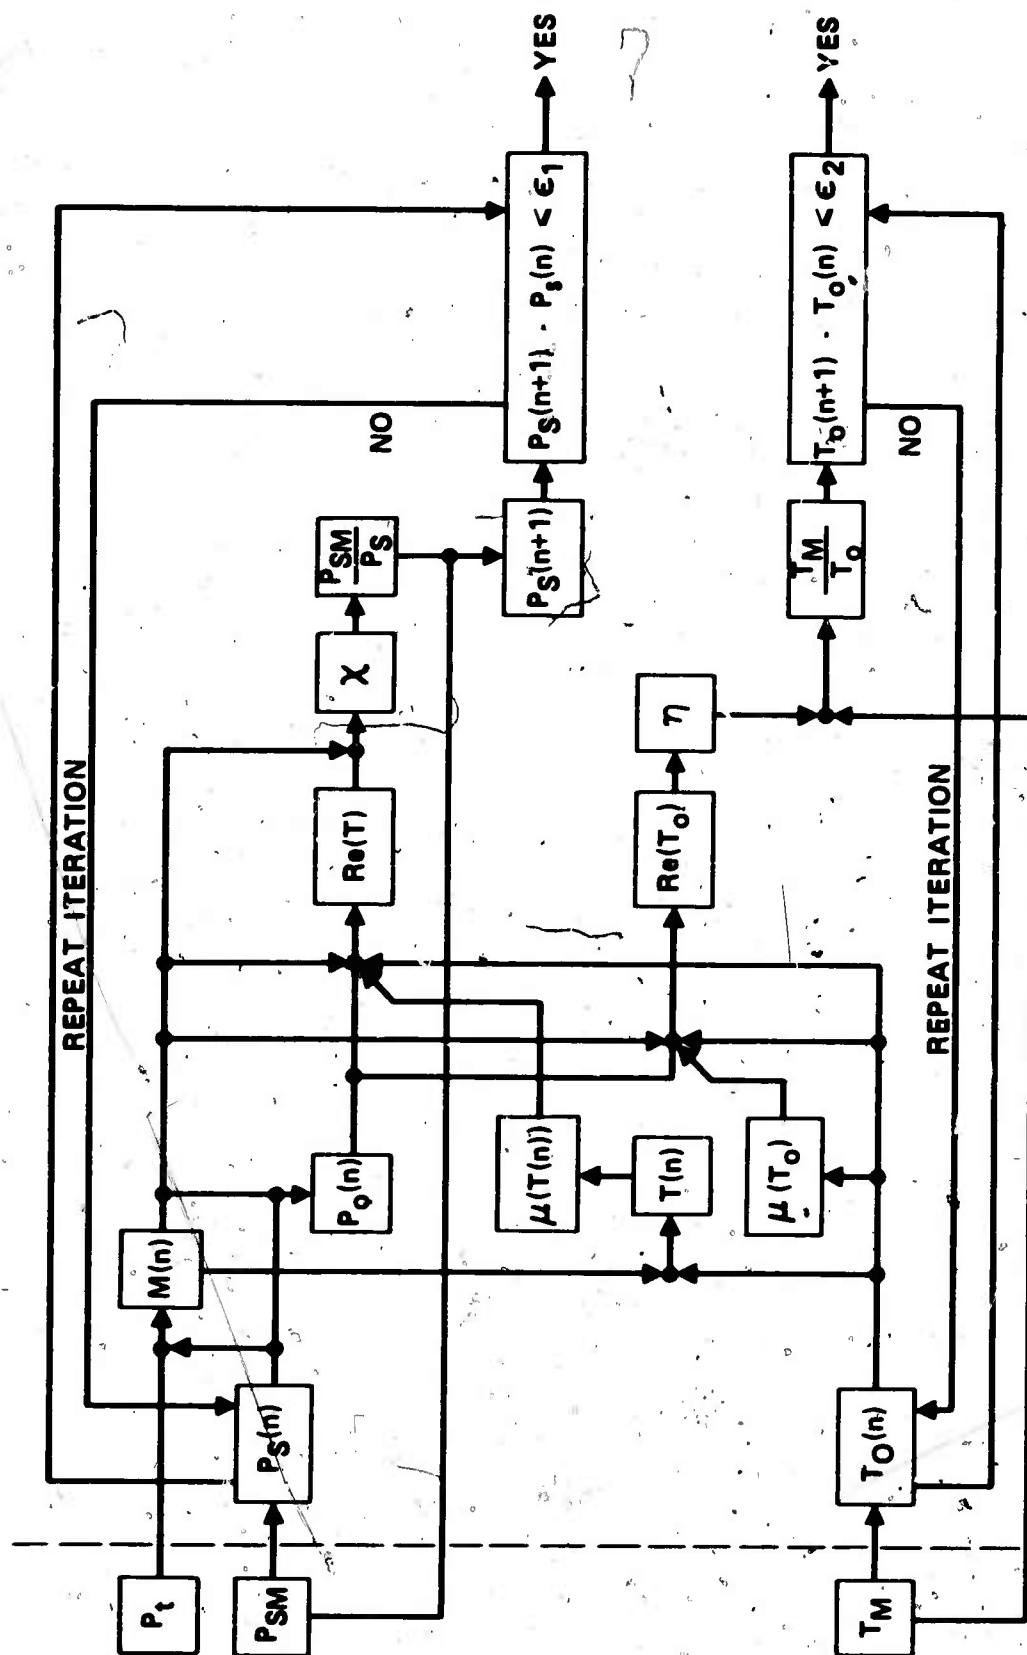 REPEAT ITERATION
P_t
M(n)
P_SM
P_S(n)
P_O(n)
Re(T)
χ
P_SM / P_S
NO
P_S(n+1)
P_S(n+1) - P_s(n) < ϵ_1
YES
μ(T(n))
T(n)
μ(T_O)
Re(T_O)
η
T_M / T_O
T_O(n+1) - T_O(n) < ϵ_2
YES
NO
T_M
T_O(n)
REPEAT ITERATION